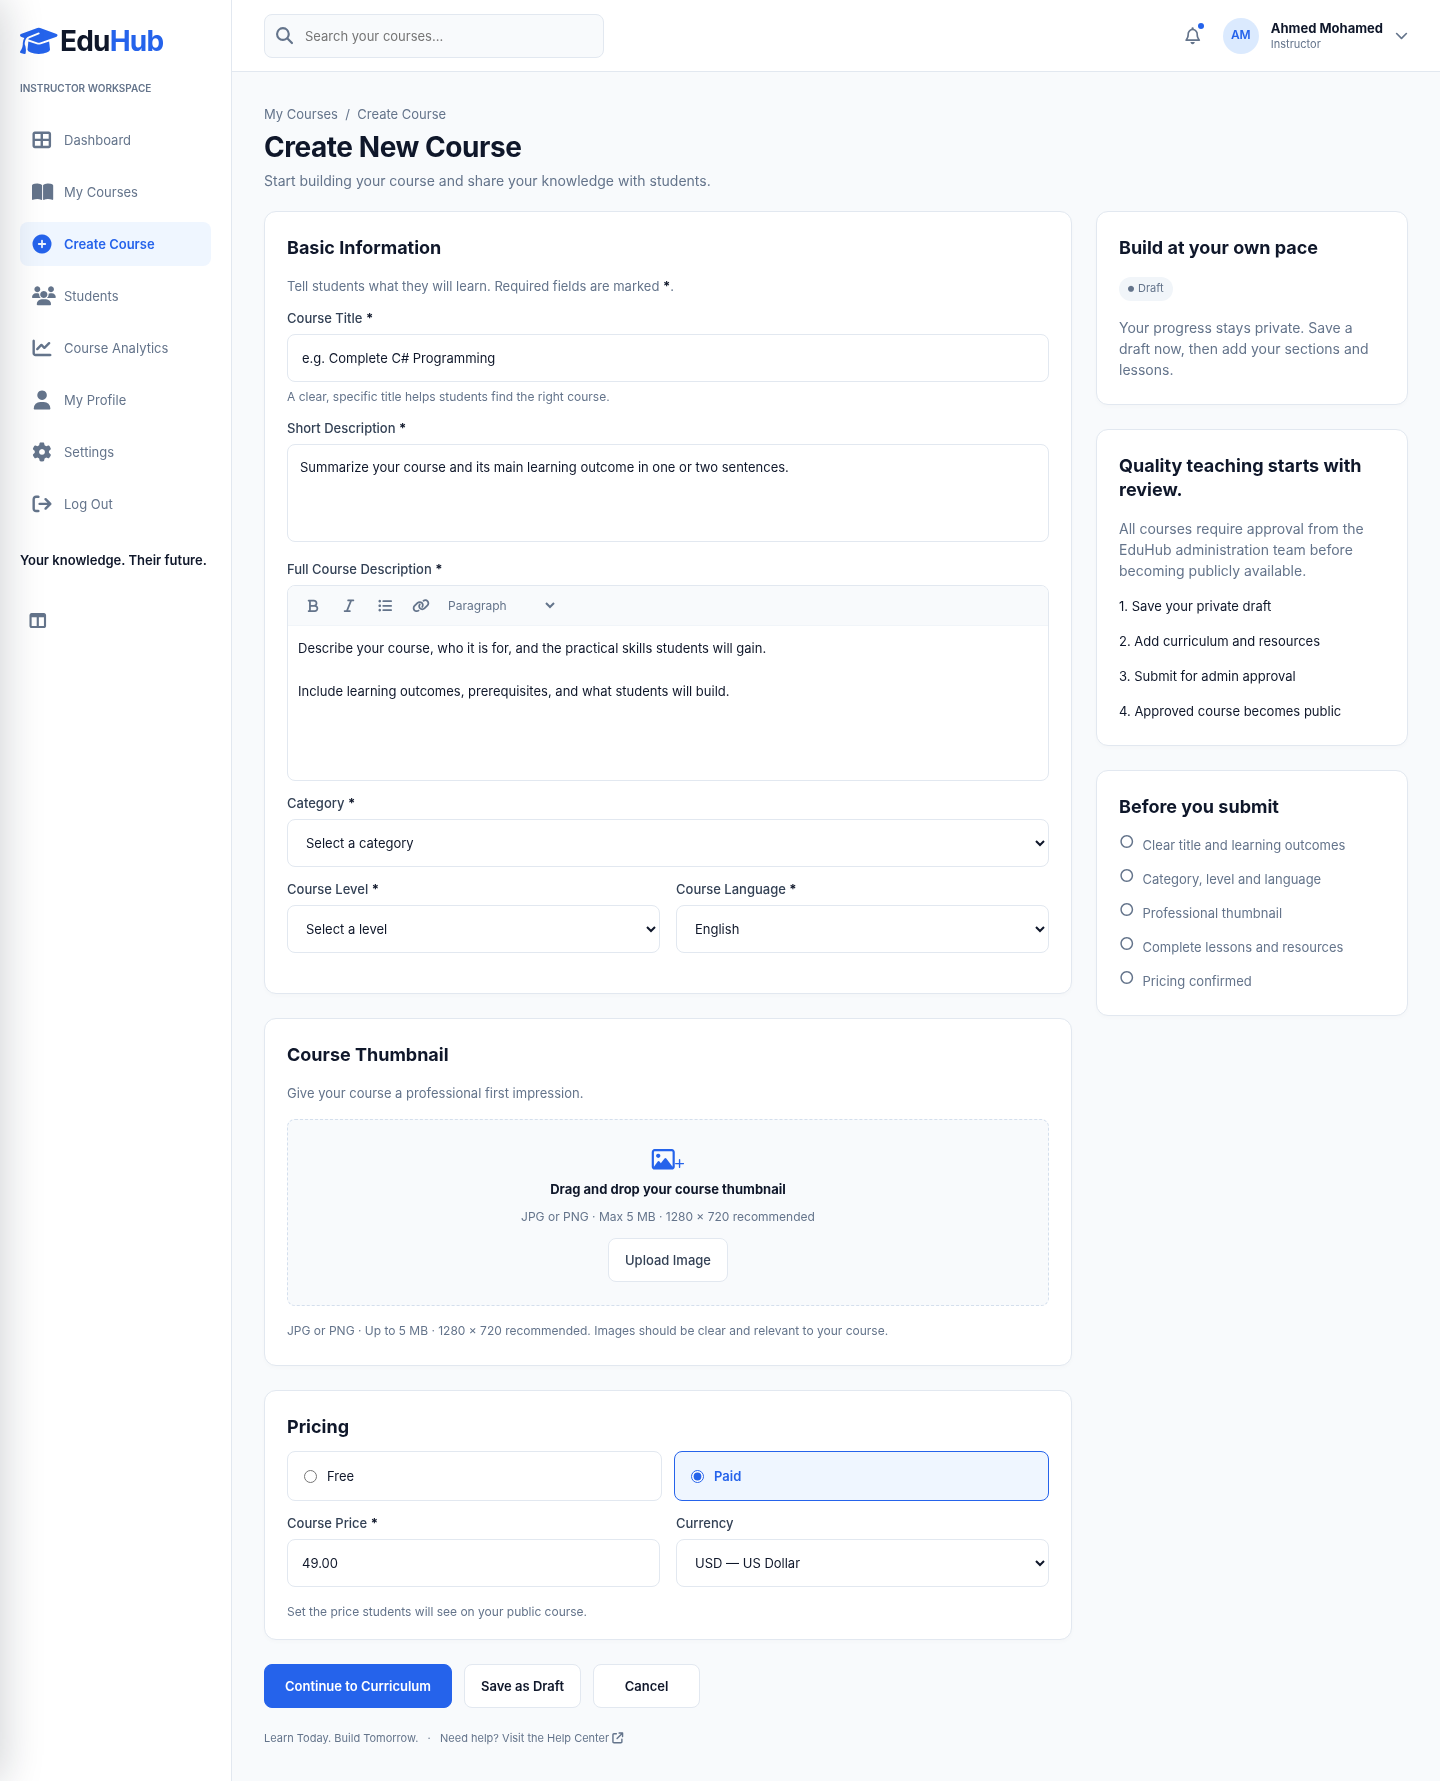 EduHub
INSTRUCTOR WORKSPACE
Dashboard
My Courses
Create Course
Students
Course Analytics
My Profile
Settings
Log Out
Your knowledge. Their future.
Search your courses...
AM
Ahmed Mohamed
Instructor
My Courses / Create Course
Create New Course
Start building your course and share your knowledge with students.
Basic Information
Tell students what they will learn. Required fields are marked *.
Course Title *
e.g. Complete C# Programming
A clear, specific title helps students find the right course.
Short Description *
Summarize your course and its main learning outcome in one or two sentences.
Full Course Description *
B I Paragraph
Describe your course, who it is for, and the practical skills students will gain.
Include learning outcomes, prerequisites, and what students will build.
Category *
Select a category
Course Level *
Select a level
Course Language *
English
Course Thumbnail
Give your course a professional first impression.
Drag and drop your course thumbnail
JPG or PNG · Max 5 MB · 1280 × 720 recommended
Upload Image
JPG or PNG · Up to 5 MB · 1280 × 720 recommended. Images should be clear and relevant to your course.
Pricing
Free
Paid
Course Price *
49.00
Currency
USD — US Dollar
Set the price students will see on your public course.
Continue to Curriculum
Save as Draft
Cancel
Learn Today. Build Tomorrow. · Need help? Visit the Help Center
Build at your own pace
Draft
Your progress stays private. Save a
draft now, then add your sections and
lessons.
Quality teaching starts with
review.
All courses require approval from the
EduHub administration team before
becoming publicly available.
1. Save your private draft
2. Add curriculum and resources
3. Submit for admin approval
4. Approved course becomes public
Before you submit
Clear title and learning outcomes
Category, level and language
Professional thumbnail
Complete lessons and resources
Pricing confirmed